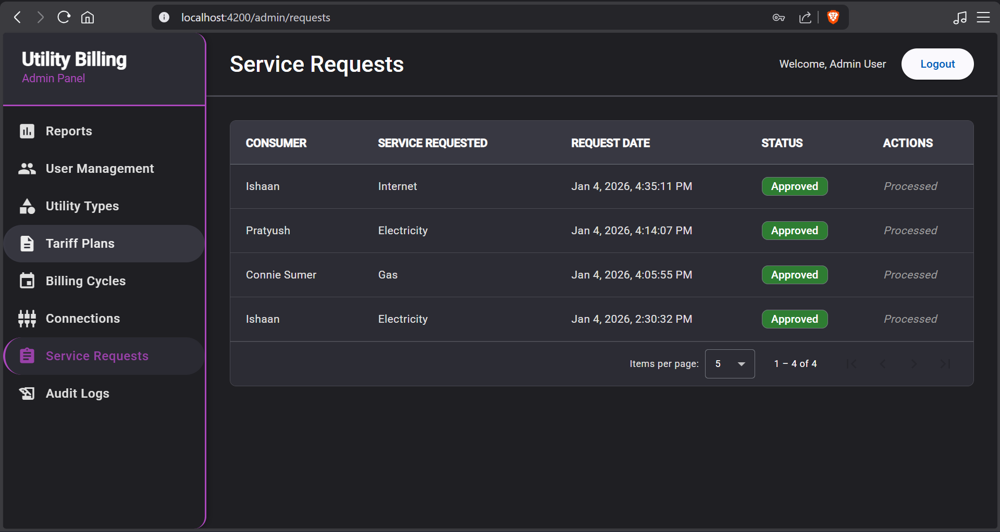 localhost:4200/admin/requests
Utility Billing
Admin Panel
Service Requests
Welcome, Admin User
Logout
Reports
User Management
Utility Types
Tariff Plans
Billing Cycles
Connections
Service Requests
Audit Logs
CONSUMER SERVICE REQUESTED REQUEST DATE STATUS ACTIONS
Ishaan Internet Jan 4, 2026, 4:35:11 PM Approved Processed
Pratyush Electricity Jan 4, 2026, 4:14:07 PM Approved Processed
Connie Sumer Gas Jan 4, 2026, 4:05:55 PM Approved Processed
Ishaan Electricity Jan 4, 2026, 2:30:32 PM Approved Processed
Items per page: 5 1 – 4 of 4